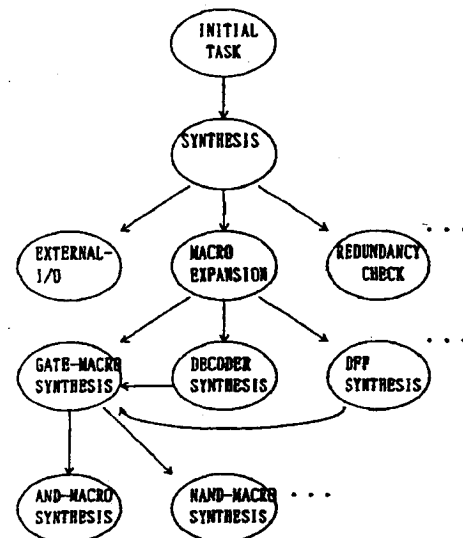 INITIAL
TASK
SYNTHESIS
EXTERNAL-
I/O
MACRO
EXPANSION
REDUNDANCY
CHECK
. . .
GATE-MACRO
SYNTHESIS
DECODER
SYNTHESIS
DFF
SYNTHESIS
. . .
AND-MACRO
SYNTHESIS
NAND-MACRO
SYNTHESIS
. . .